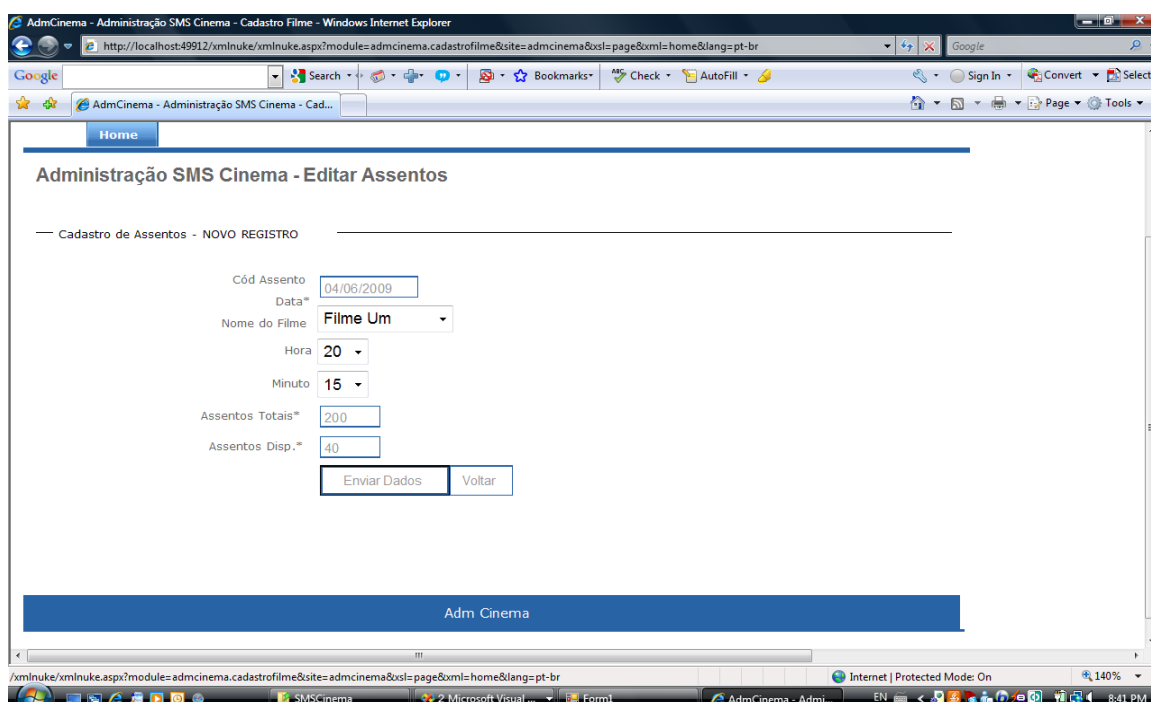 AdmCinema - Administração SMS Cinema - Cadastro Filme - Windows Internet Explorer
http://localhost:49912/xmlnuke/xmlnuke.aspx?module=admcinema.cadastrofilme&site=admcinema&xsl=page&xml=home&lang=pt-br
Google
Google Search Bookmarks Check AutoFill Sign In Convert Select
AdmCinema - Administração SMS Cinema - Cad... Page Tools
Home
Administração SMS Cinema - Editar Assentos
Cadastro de Assentos - NOVO REGISTRO
Cód Assento
Data* 04/06/2009
Nome do Filme Filme Um
Hora 20
Minuto 15
Assentos Totais* 200
Assentos Disp.* 40
Enviar Dados Voltar
Adm Cinema
/xmlnuke/xmlnuke.aspx?module=admcinema.cadastrofilme&site=admcinema&xsl=page&xml=home&lang=pt-br Internet | Protected Mode: On 140%
SMSCinema 2 Microsoft Visual ... Form1 AdmCinema - Admi... EN 8:41 PM